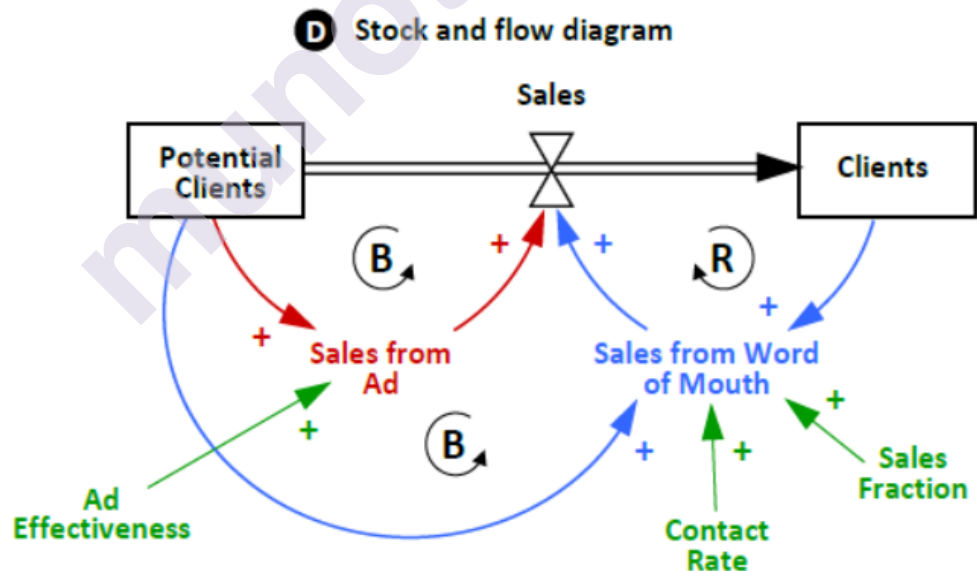 D Stock and flow diagram
Sales
Potential
Clients
Clients
B
+
+
R
+
+
Sales from
Ad
Sales from Word
of Mouth
+
+
B
+
+
+
Ad
Effectiveness
Sales
Fraction
Contact
Rate